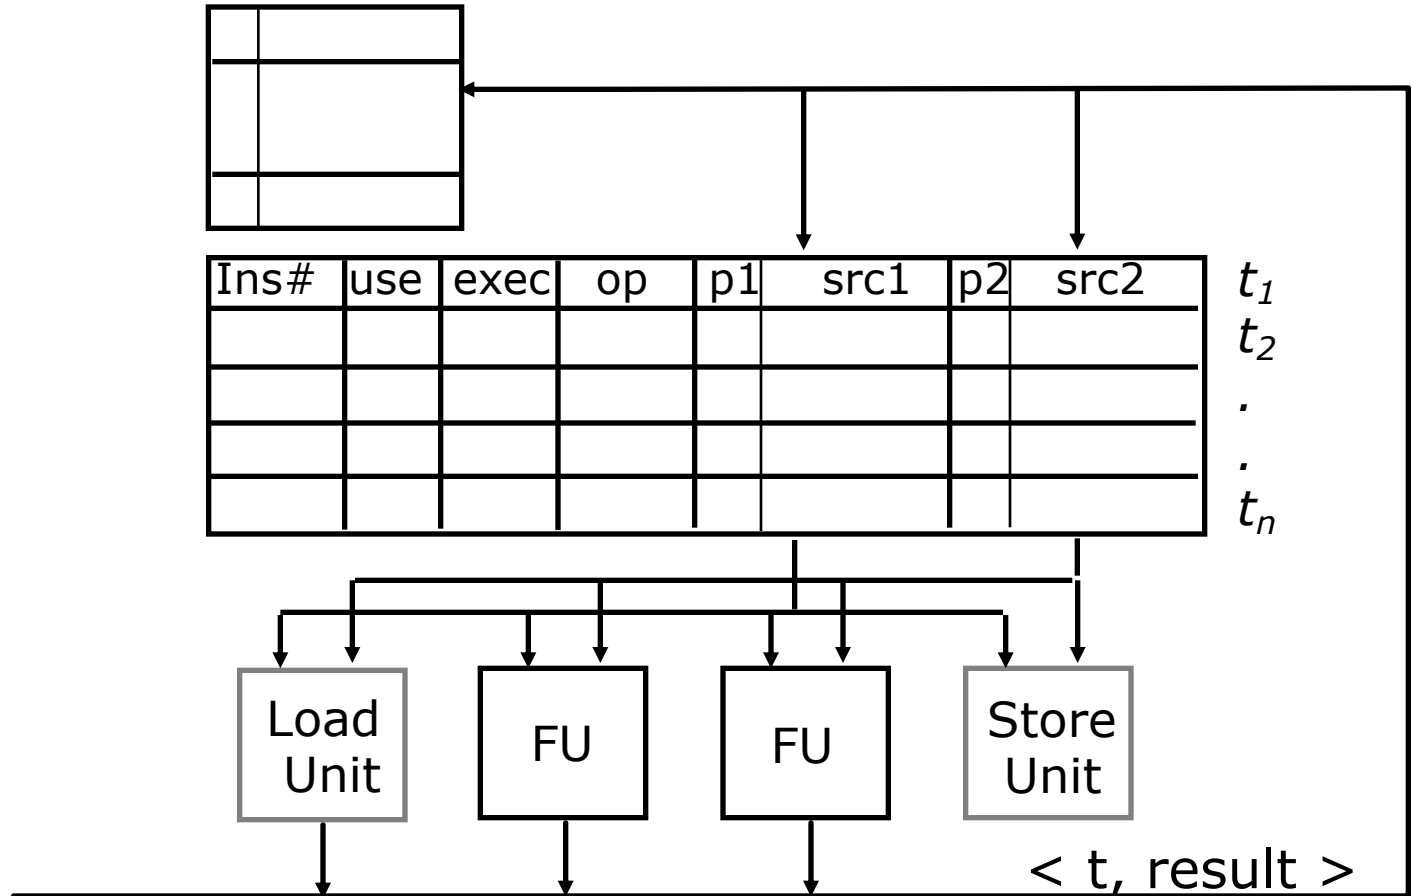 Ins# use exec op p1 src1 p2 src2 t1
t2
.
.
tn
Load Unit
FU
FU
Store Unit
< t, result >